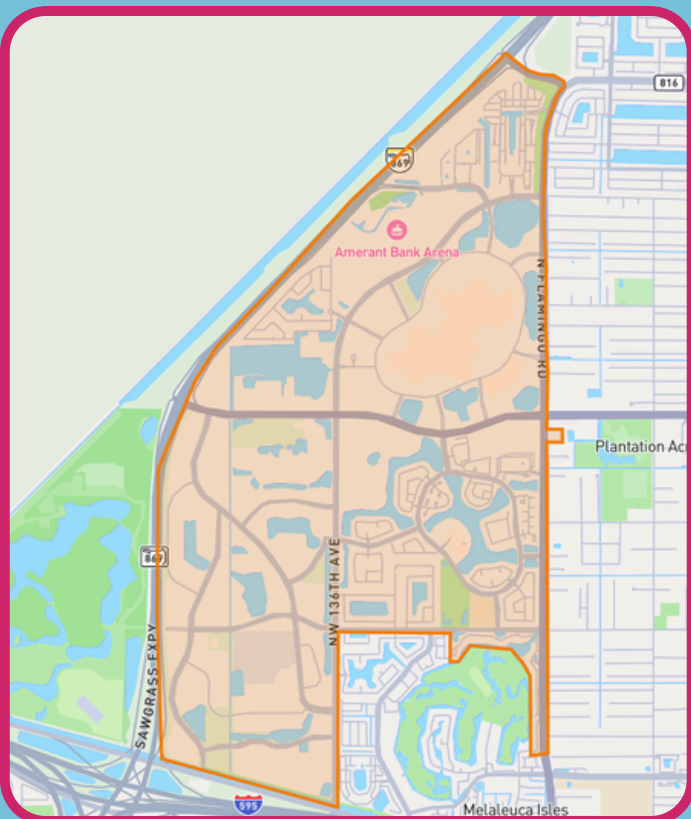 816
869
Amerant Bank Arena
N FLAMINGO RD
Plantation Ac
NW 136TH AVE
869
SAWGRASS EXPY
595
Melaleuca Isles